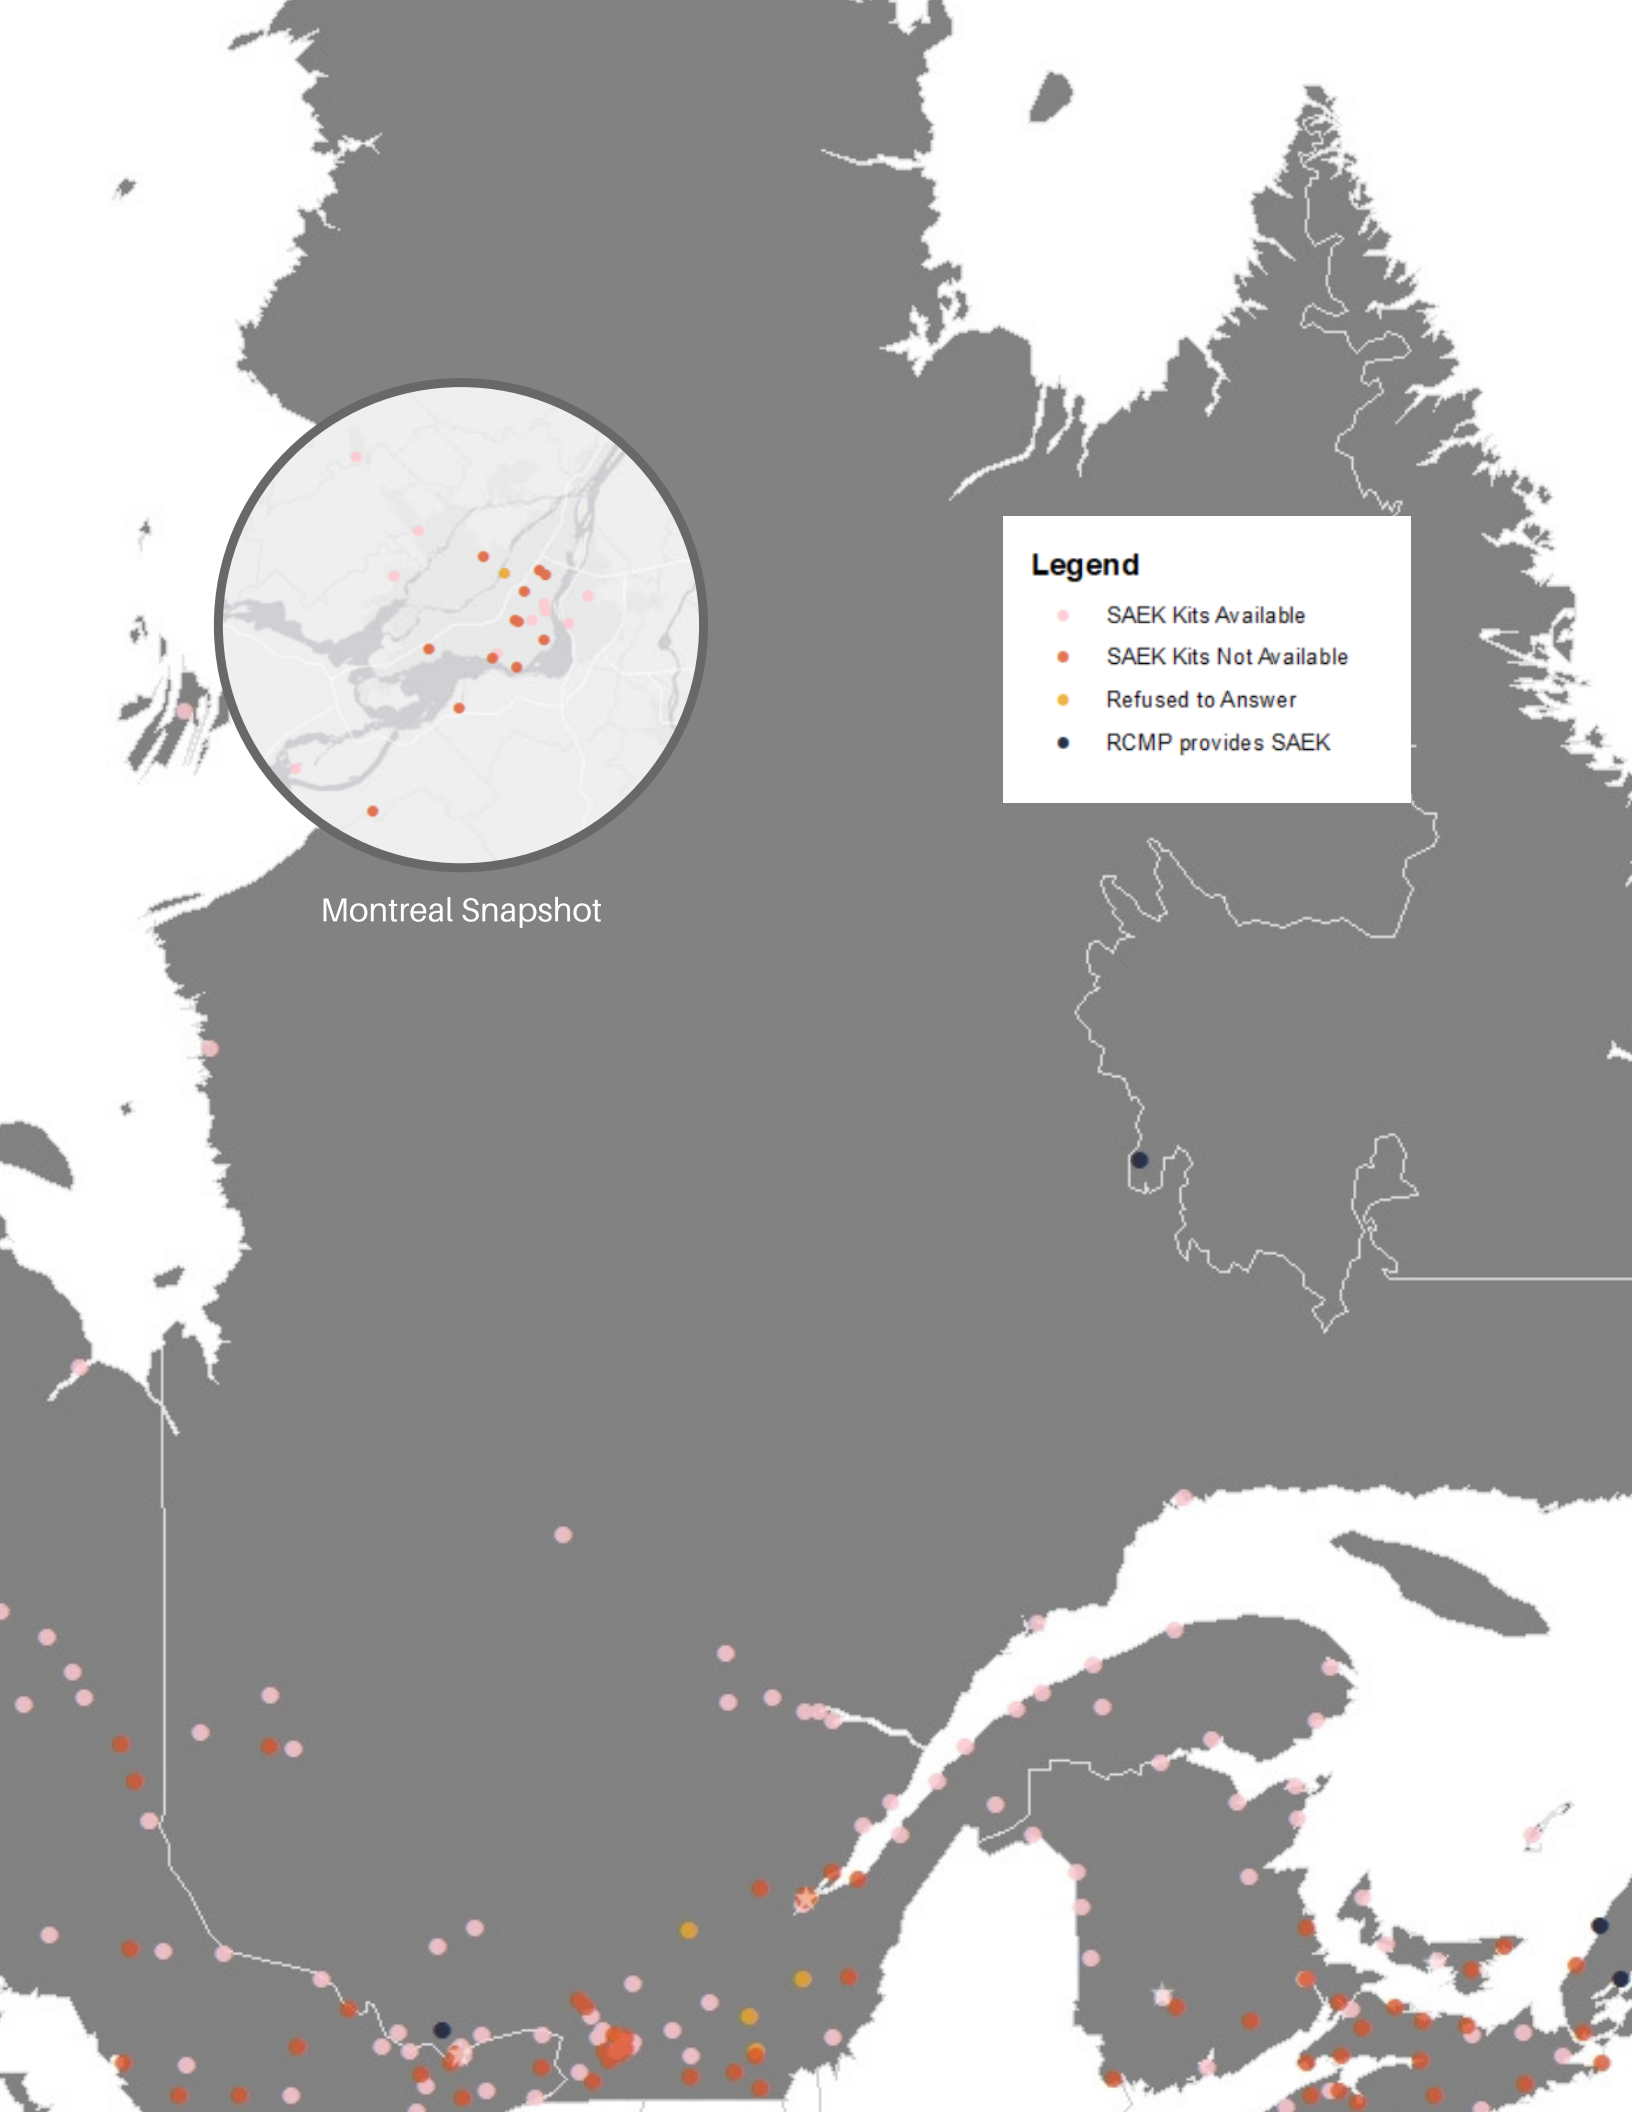 Legend
SAEK Kits Available
SAEK Kits Not Available
Refused to Answer
RCMP provides SAEK
Montreal Snapshot